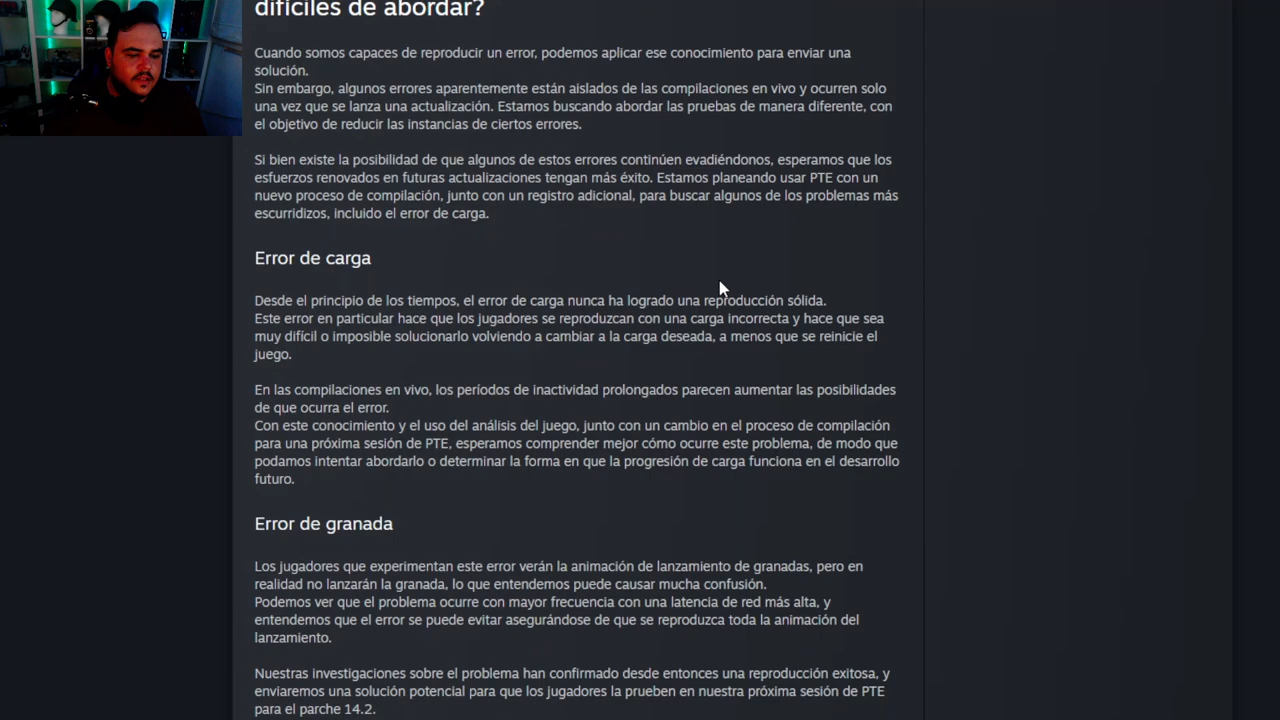 difíciles de abordar?
Cuando somos capaces de reproducir un error, podemos aplicar ese conocimiento para enviar una
solución.
Sin embargo, algunos errores aparentemente están aislados de las compilaciones en vivo y ocurren solo
una vez que se lanza una actualización. Estamos buscando abordar las pruebas de manera diferente, con
el objetivo de reducir las instancias de ciertos errores.
Si bien existe la posibilidad de que algunos de estos errores continúen evadiéndonos, esperamos que los
esfuerzos renovados en futuras actualizaciones tengan más éxito. Estamos planeando usar PTE con un
nuevo proceso de compilación, junto con un registro adicional, para buscar algunos de los problemas más
escurridizos, incluido el error de carga.
Error de carga
Desde el principio de los tiempos, el error de carga nunca ha logrado una reproducción sólida.
Este error en particular hace que los jugadores se reproduzcan con una carga incorrecta y hace que sea
muy difícil o imposible solucionarlo volviendo a cambiar a la carga deseada, a menos que se reinicie el
juego.
En las compilaciones en vivo, los períodos de inactividad prolongados parecen aumentar las posibilidades
de que ocurra el error.
Con este conocimiento y el uso del análisis del juego, junto con un cambio en el proceso de compilación
para una próxima sesión de PTE, esperamos comprender mejor cómo ocurre este problema, de modo que
podamos intentar abordarlo o determinar la forma en que la progresión de carga funciona en el desarrollo
futuro.
Error de granada
Los jugadores que experimentan este error verán la animación de lanzamiento de granadas, pero en
realidad no lanzarán la granada, lo que entendemos puede causar mucha confusión.
Podemos ver que el problema ocurre con mayor frecuencia con una latencia de red más alta, y
entendemos que el error se puede evitar asegurándose de que se reproduzca toda la animación del
lanzamiento.
Nuestras investigaciones sobre el problema han confirmado desde entonces una reproducción exitosa, y
enviaremos una solución potencial para que los jugadores la prueben en nuestra próxima sesión de PTE
para el parche 14.2.